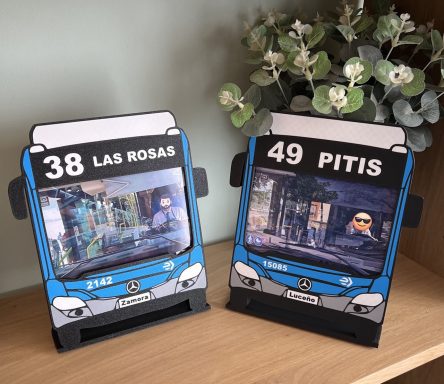 38 LAS ROSAS
2142
Zamora
49 PITIS
15085
Luceño